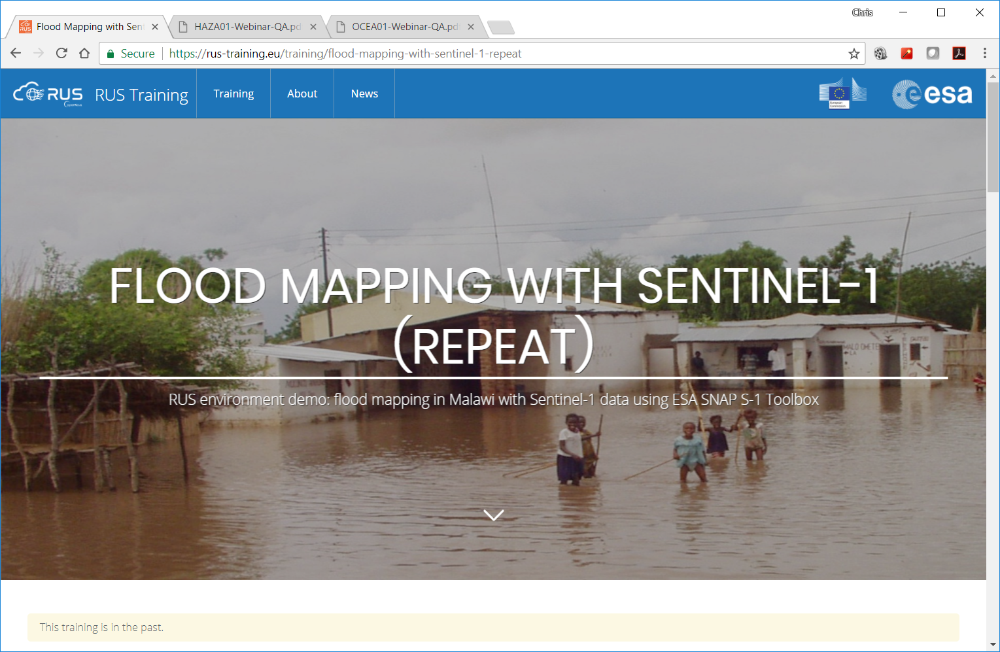 Chris
Flood Mapping with Sent
HAZA01-Webinar-QA.pd
OCEA01-Webinar-QA.pd
Secure
https://rus-training.eu/training/flood-mapping-with-sentinel-1-repeat
RUS
Copernicus
RUS Training
Training
About
News
European
Commission
esa
FLOOD MAPPING WITH SENTINEL-1
(REPEAT)
RUS environment demo: flood mapping in Malawi with Sentinel-1 data using ESA SNAP S-1 Toolbox
This training is in the past.